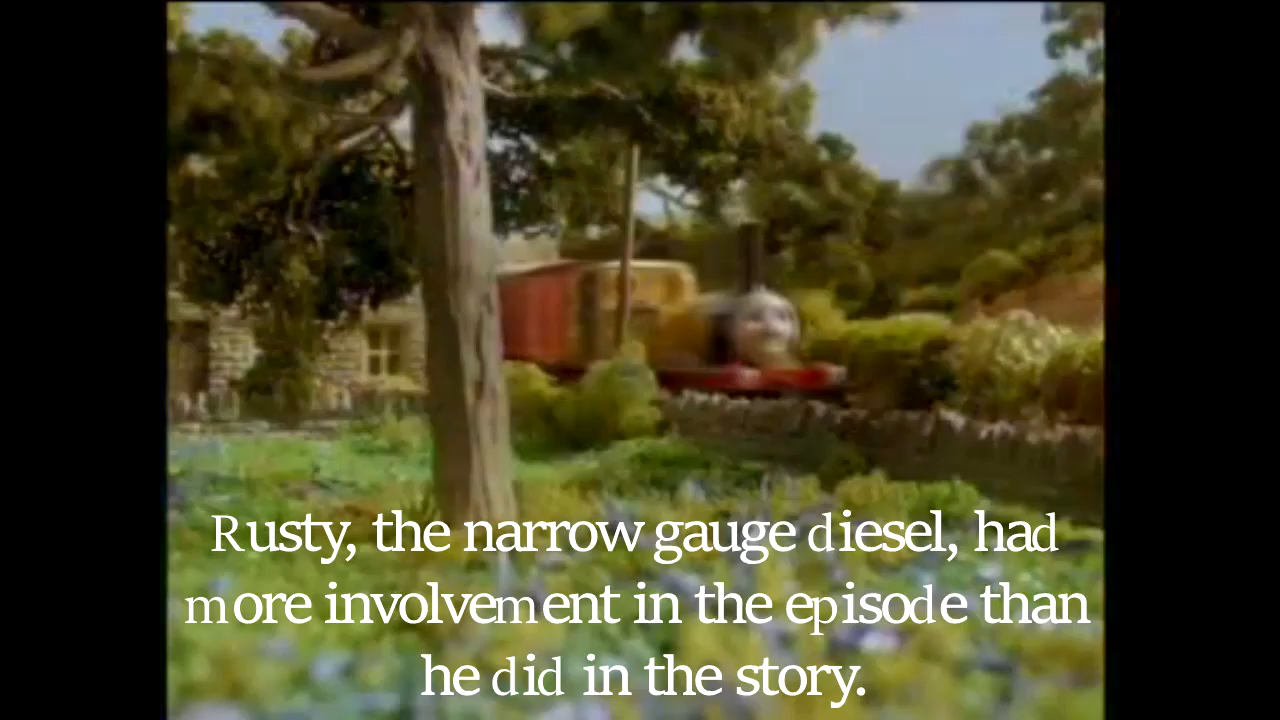 Rusty, the narrow gauge diesel, had
more involvement in the episode than
he did in the story.